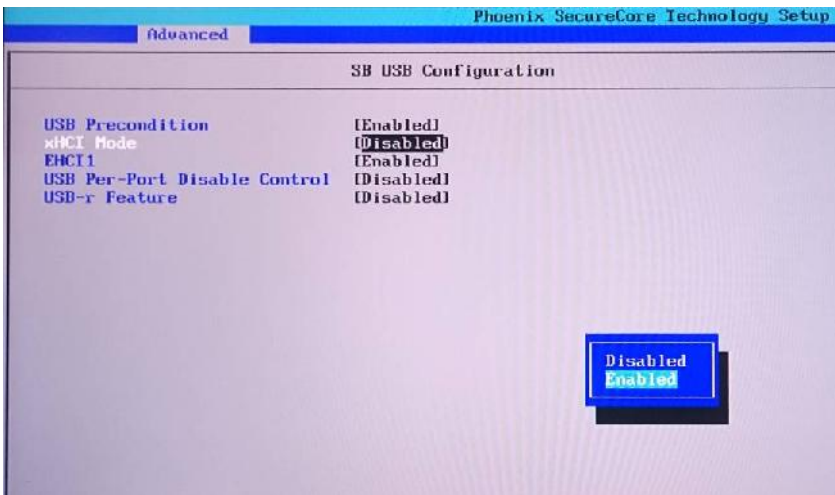 Phoenix SecureCore Technology Setup
Advanced
SB USB Configuration
USB Precondition [Enabled]
xHCI Mode [Disabled]
EHCI1 [Enabled]
USB Per-Port Disable Control [Disabled]
USB-r Feature [Disabled]
Disabled
Enabled